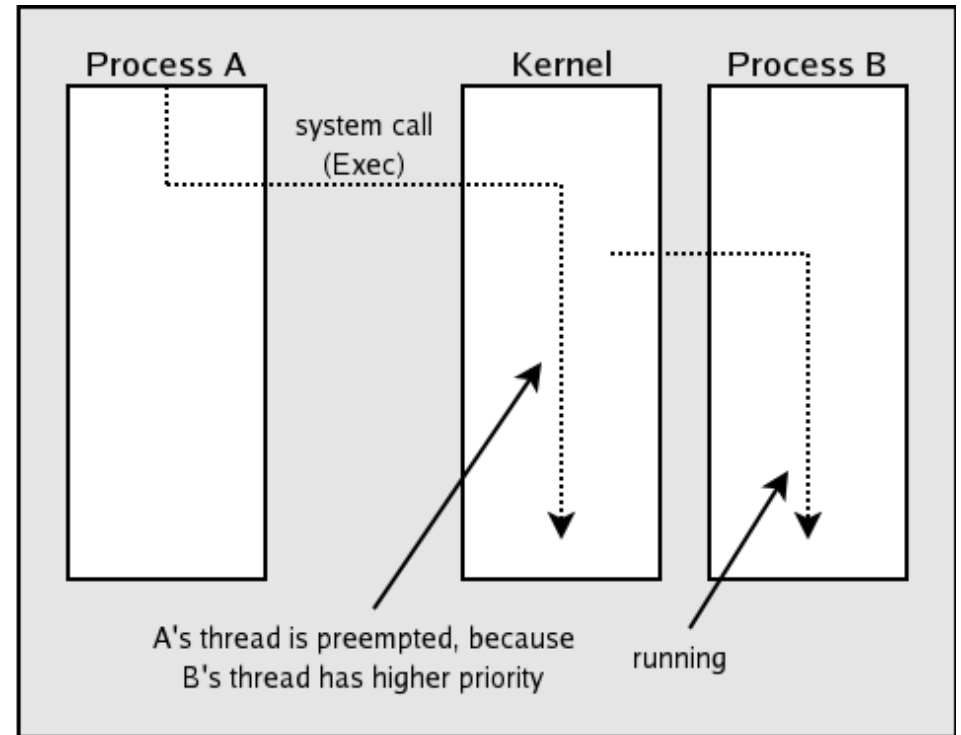 Process A
Kernel
Process B
system call
(Exec)
A's thread is preempted, because
B's thread has higher priority
running